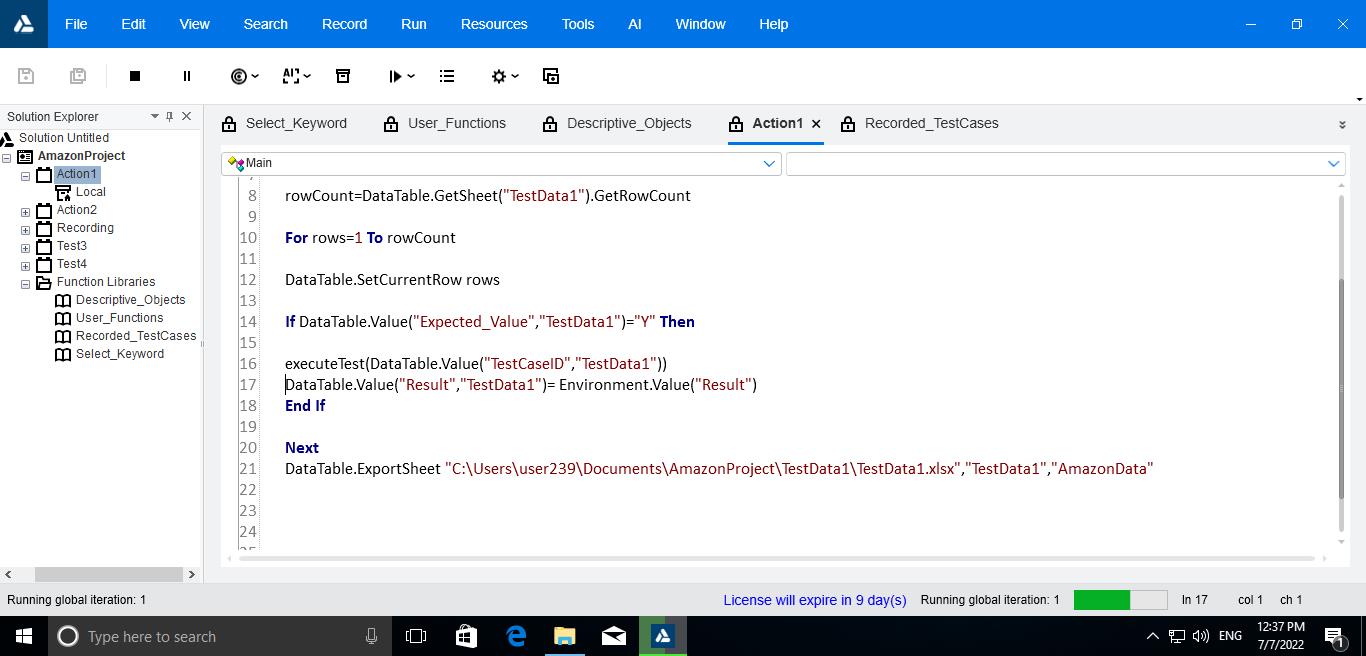 File Edit View Search Record Run Resources Tools AI Window Help
Solution Explorer
Solution Untitled
AmazonProject
Action1
Local
Action2
Recording
Test3
Test4
Function Libraries
Descriptive_Objects
User_Functions
Recorded_TestCases
Select_Keyword
Select_Keyword User_Functions Descriptive_Objects Action1 Recorded_TestCases
Main
8 rowCount=DataTable.GetSheet("TestData1").GetRowCount
9
10 For rows=1 To rowCount
11
12 DataTable.SetCurrentRow rows
13
14 If DataTable.Value("Expected_Value","TestData1")="Y" Then
15
16 executeTest(DataTable.Value("TestCaseID","TestData1"))
17 DataTable.Value("Result","TestData1")= Environment.Value("Result")
18 End If
19
20 Next
21 DataTable.ExportSheet "C:\Users\user239\Documents\AmazonProject\TestData1\TestData1.xlsx","TestData1","AmazonData"
22
23
24
Running global iteration: 1 License will expire in 9 day(s) Running global iteration: 1 ln 17 col 1 ch 1
Type here to search ENG 12:37 PM
7/7/2022 1